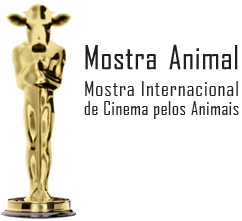 Mostra Animal
Mostra Internacional
de Cinema pelos Animais